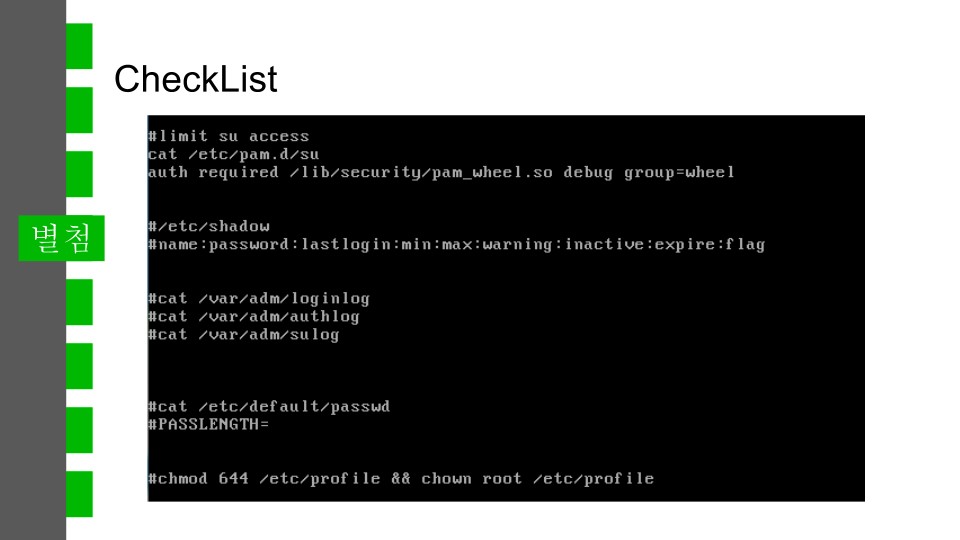 CheckList
#limit su access
cat /etc/pam.d/su
auth required /lib/security/pam_wheel.so debug group=wheel
#/etc/shadow
#name:password:lastlogin:min:max:warning:inactive:expire:flag
별첨
#cat /var/adm/loginlog
#cat /var/adm/authlog
#cat /var/adm/sulog
#cat /etc/default/passwd
#PASSLENGTH=
#chmod 644 /etc/profile && chown root /etc/profile